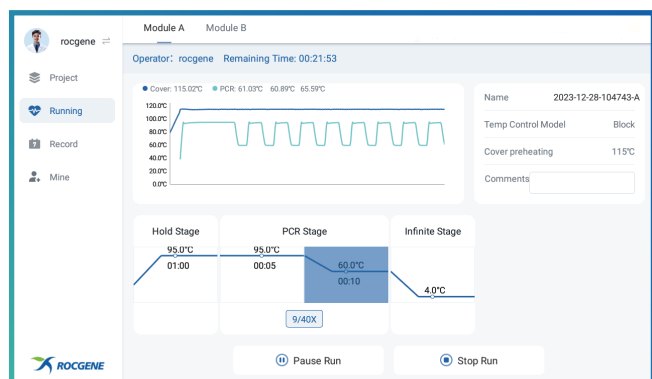 Module A Module B
rocgene
Operator: rocgene Remaining Time: 00:21:53
Project
Running
Record
Mine
Cover: 115.02℃ PCR: 61.03℃ 60.89℃ 65.59℃
120.0℃
100.0℃
80.0℃
60.0℃
40.0℃
20.0℃
0.0℃
Name 2023-12-28-104743-A
Temp Control Model Block
Cover preheating 115℃
Comments
Hold Stage PCR Stage Infinite Stage
95.0°C 95.0°C
01:00 00:05 60.0°C
00:10
4.0°C
9/40X
Pause Run Stop Run
ROCGENE